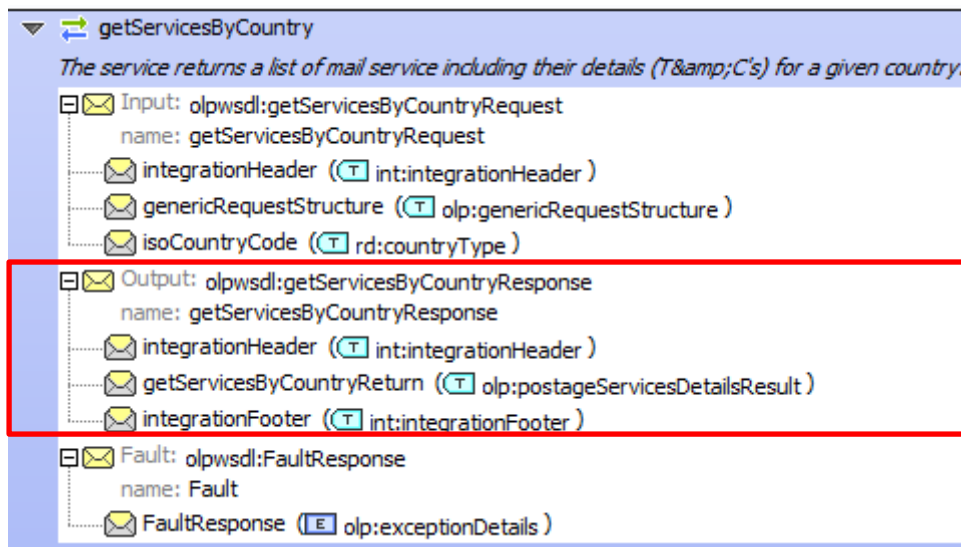 getServicesByCountry
The service returns a list of mail service including their details (T&amp;C's) for a given country.
Input: olpwsdl:getServicesByCountryRequest
name: getServicesByCountryRequest
integrationHeader (T int:integrationHeader )
genericRequestStructure (T olp:genericRequestStructure )
isoCountryCode (T rd:countryType )
Output: olpwsdl:getServicesByCountryResponse
name: getServicesByCountryResponse
integrationHeader (T int:integrationHeader )
getServicesByCountryReturn (T olp:postageServicesDetailsResult )
integrationFooter (T int:integrationFooter )
Fault: olpwsdl:FaultResponse
name: Fault
FaultResponse (E olp:exceptionDetails )